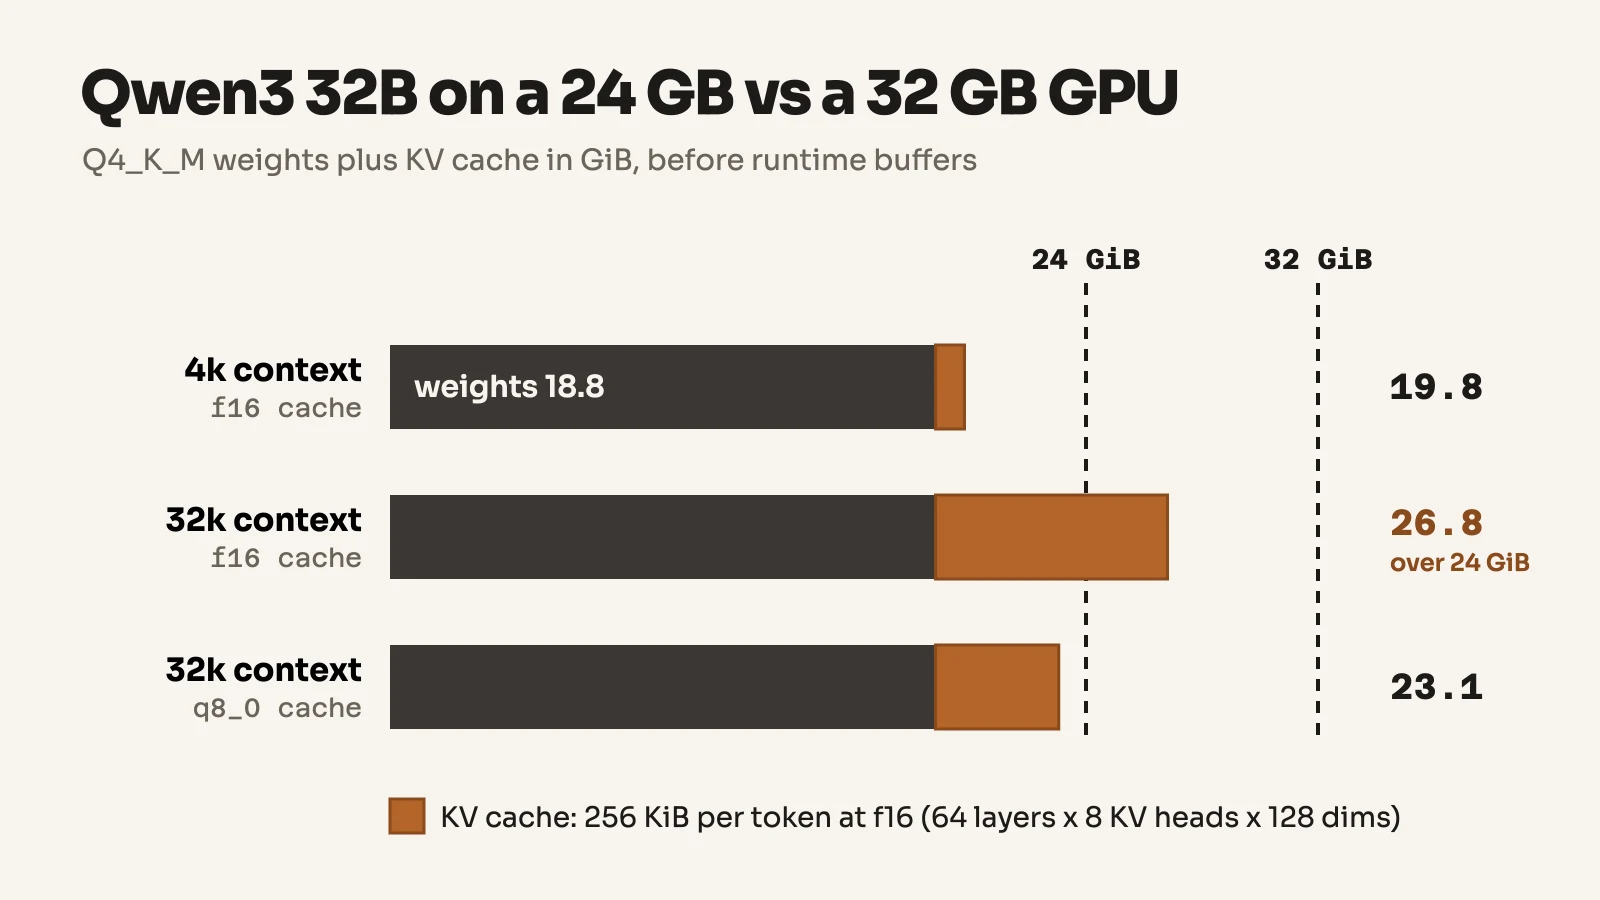 Qwen3 32B on a 24 GB vs a 32 GB GPU
Q4_K_M weights plus KV cache in GiB, before runtime buffers
24 GiB
32 GiB
4k context
f16 cache
weights 18.8
19.8
32k context
f16 cache
26.8
over 24 GiB
32k context
q8_0 cache
23.1
KV cache: 256 KiB per token at f16 (64 layers x 8 KV heads x 128 dims)